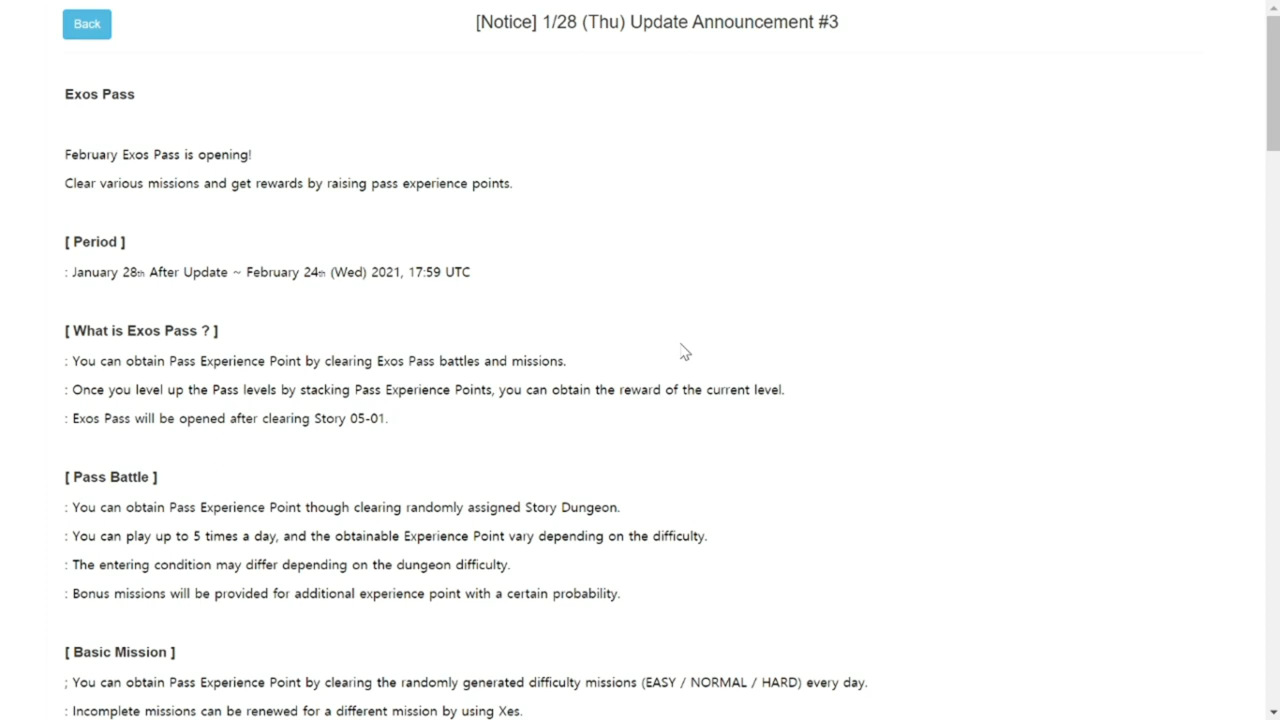 Back
[Notice] 1/28 (Thu) Update Announcement #3
Exos Pass
February Exos Pass is opening!
Clear various missions and get rewards by raising pass experience points.
[ Period ]
: January 28th After Update ~ February 24th (Wed) 2021, 17:59 UTC
[ What is Exos Pass ? ]
: You can obtain Pass Experience Point by clearing Exos Pass battles and missions.
: Once you level up the Pass levels by stacking Pass Experience Points, you can obtain the reward of the current level.
: Exos Pass will be opened after clearing Story 05-01.
[ Pass Battle ]
: You can obtain Pass Experience Point though clearing randomly assigned Story Dungeon.
: You can play up to 5 times a day, and the obtainable Experience Point vary depending on the difficulty.
: The entering condition may differ depending on the dungeon difficulty.
: Bonus missions will be provided for additional experience point with a certain probability.
[ Basic Mission ]
; You can obtain Pass Experience Point by clearing the randomly generated difficulty missions (EASY / NORMAL / HARD) every day.
: Incomplete missions can be renewed for a different mission by using Xes.